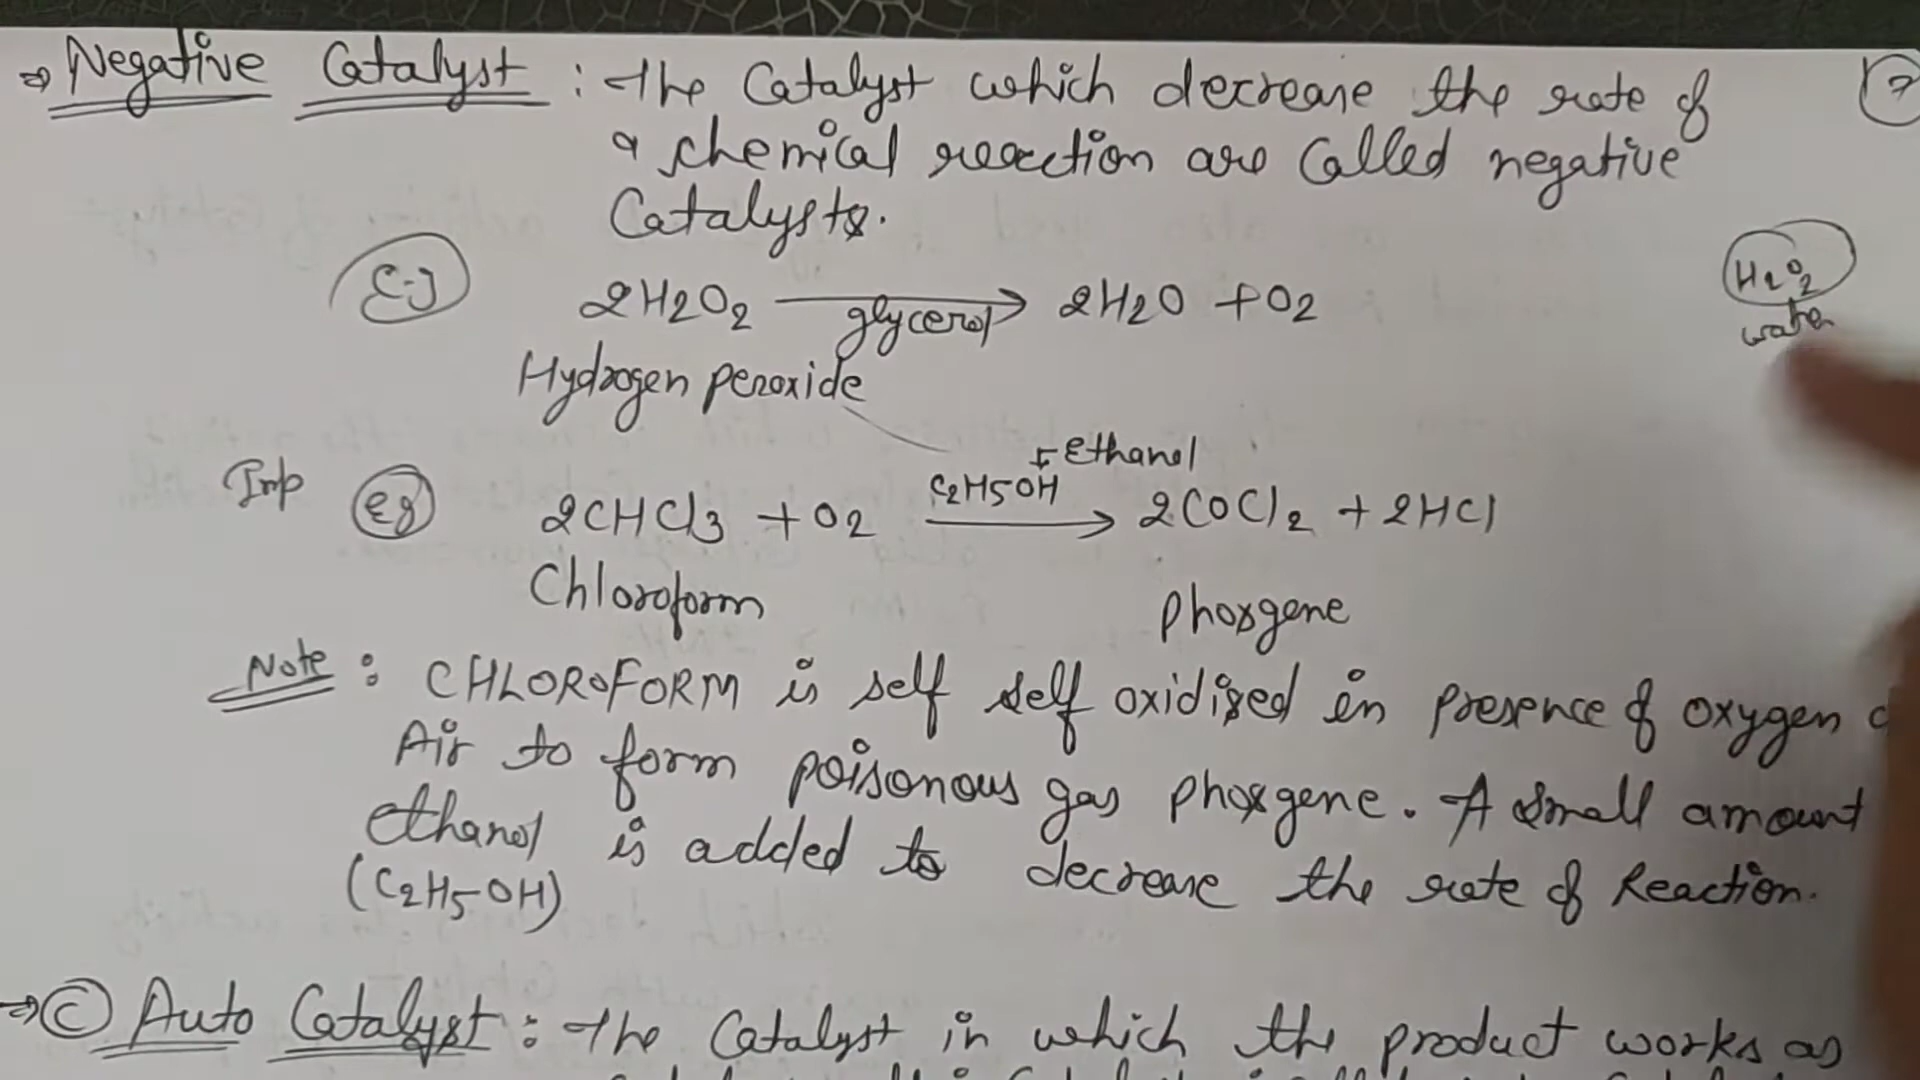 ⇒ Negative Catalyst : The Catalyst which decrease the rate of
a chemical reaction are Called negative
Catalysts.
E.g 2H2O2 → glycerol 2H2O + O2
Hydrogen peroxide
H2O2
water
Imp eg 2CHCl3 + O2 → C2H5OH Ethanol 2COCl2 + 2HCl
Chloroform phosgene
Note : CHLOROFORM is self self oxidized in presence of oxygen
Air to form poisonous gas phosgene. A small amount
ethanol is added to decrease the rate of Reaction.
(C2H5OH)
→ C Auto Catalyst : The Catalyst in which the product works as
7